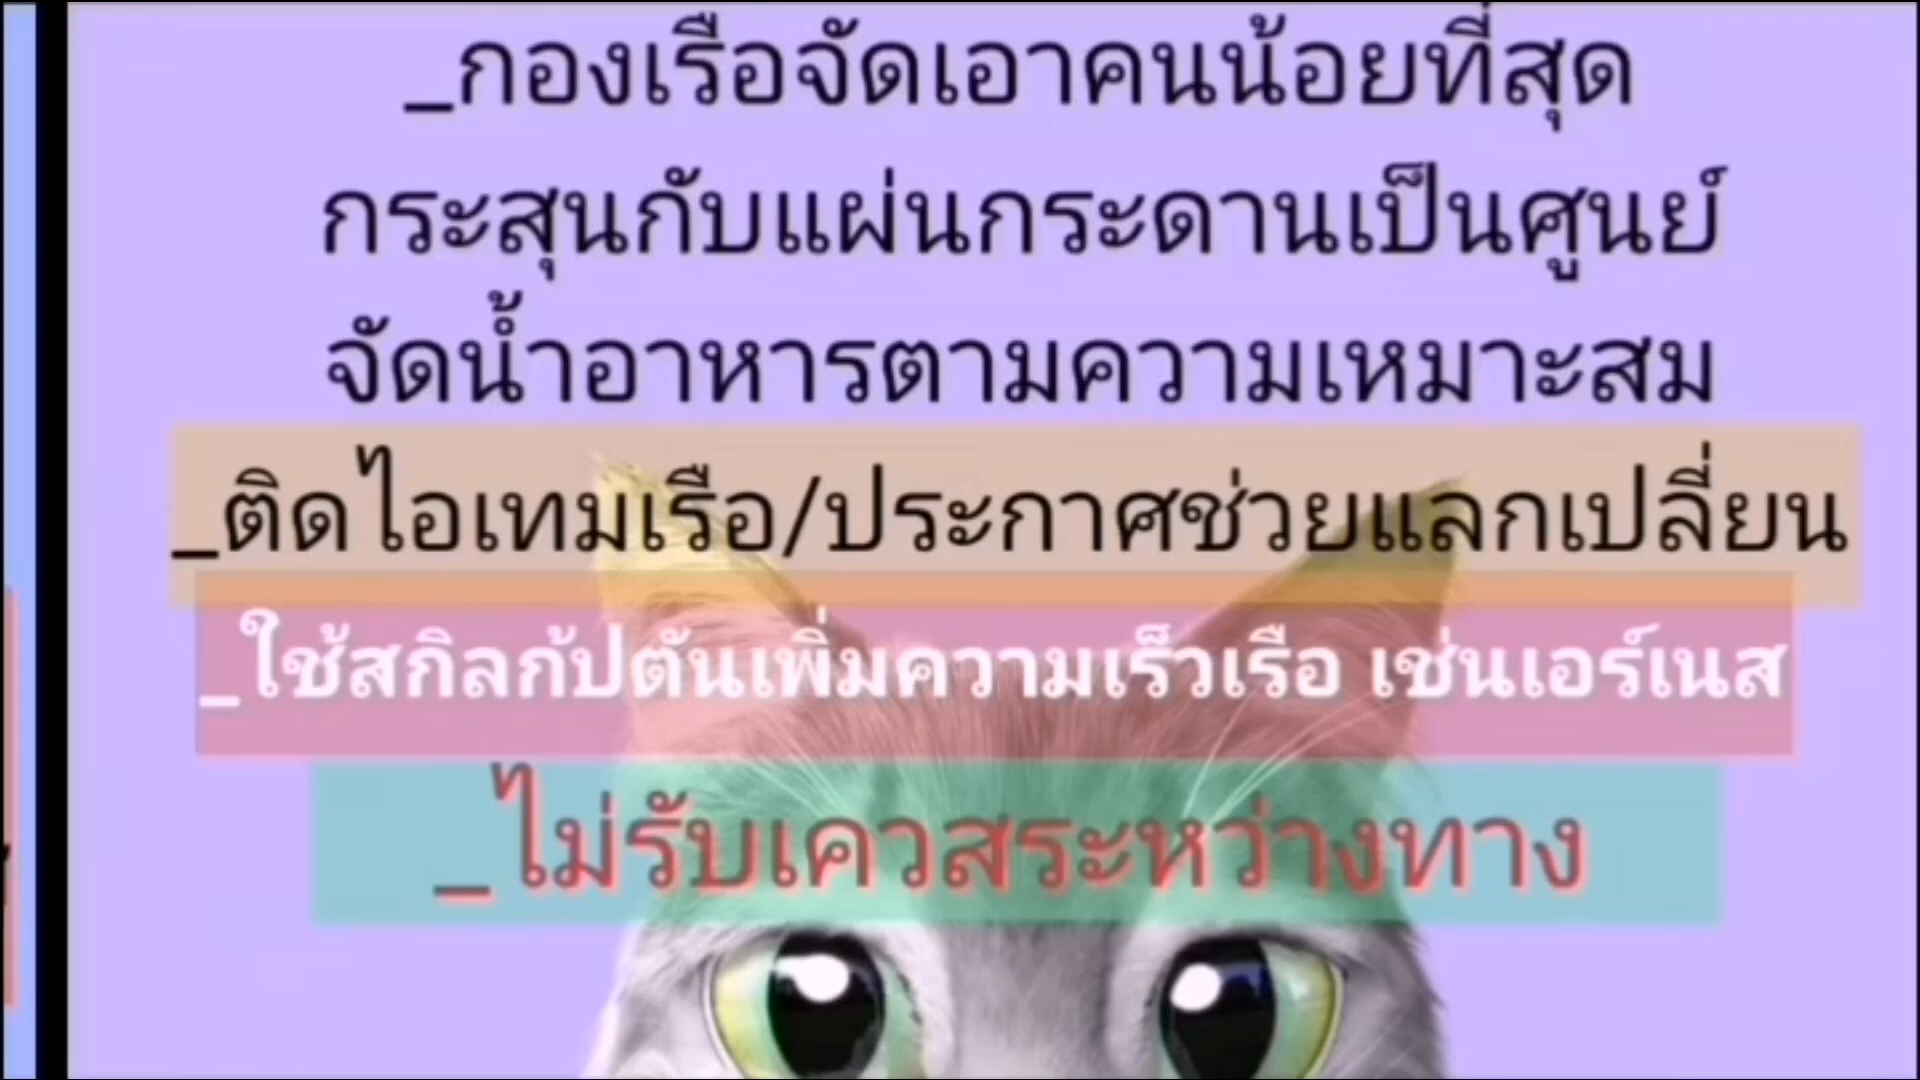 _กองเรือจัดเอาคนน้อยที่สุด
กระสุนกับแผ่นกระดานเป็นศูนย์
จัดน้ำอาหารตามความเหมาะสม
_ติดไอเทมเรือ/ประกาศช่วยแลกเปลี่ยน
_ใช้สกิลกัปตันเพิ่มความเร็วเรือ เช่นเอร์เนส
_ไม่รับเควสระหว่างทาง